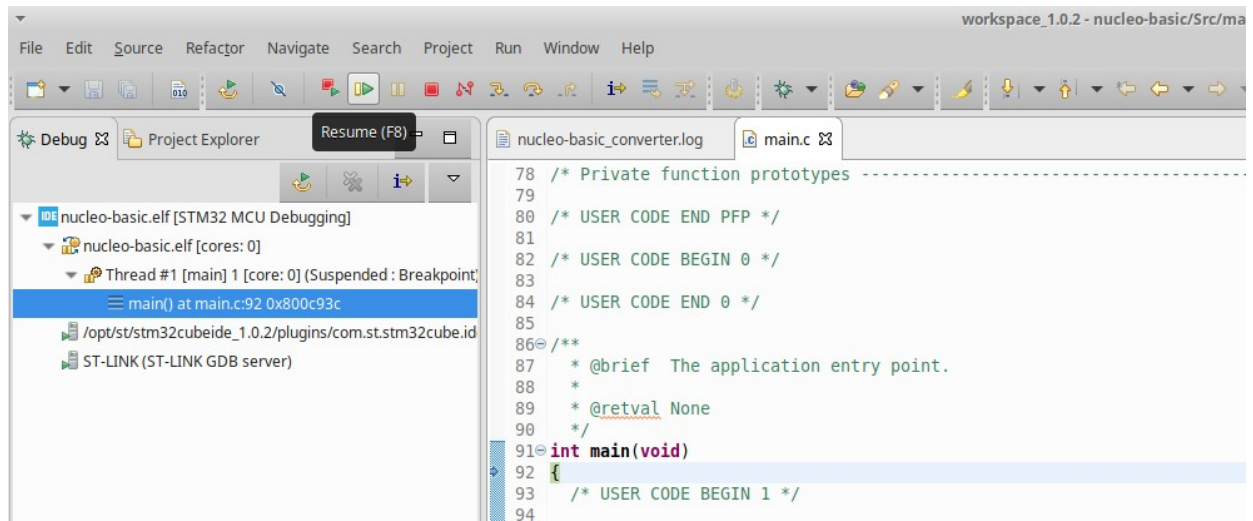 workspace_1.0.2 - nucleo-basic/Src/ma
File Edit Source Refactor Navigate Search Project Run Window Help
010
Debug Project Explorer
Resume (F8)
nucleo-basic_converter.log main.c
IDE nucleo-basic.elf [STM32 MCU Debugging]
nucleo-basic.elf [cores: 0]
Thread #1 [main] 1 [core: 0] (Suspended : Breakpoint)
main() at main.c:92 0x800c93c
/opt/st/stm32cubeide_1.0.2/plugins/com.st.stm32cube.id
ST-LINK (ST-LINK GDB server)
78 /* Private function prototypes -----------------------------------------
79
80 /* USER CODE END PFP */
81
82 /* USER CODE BEGIN 0 */
83
84 /* USER CODE END 0 */
85
86 /**
87 * @brief The application entry point.
88 *
89 * @retval None
90 */
91 int main(void)
92 {
93 /* USER CODE BEGIN 1 */
94